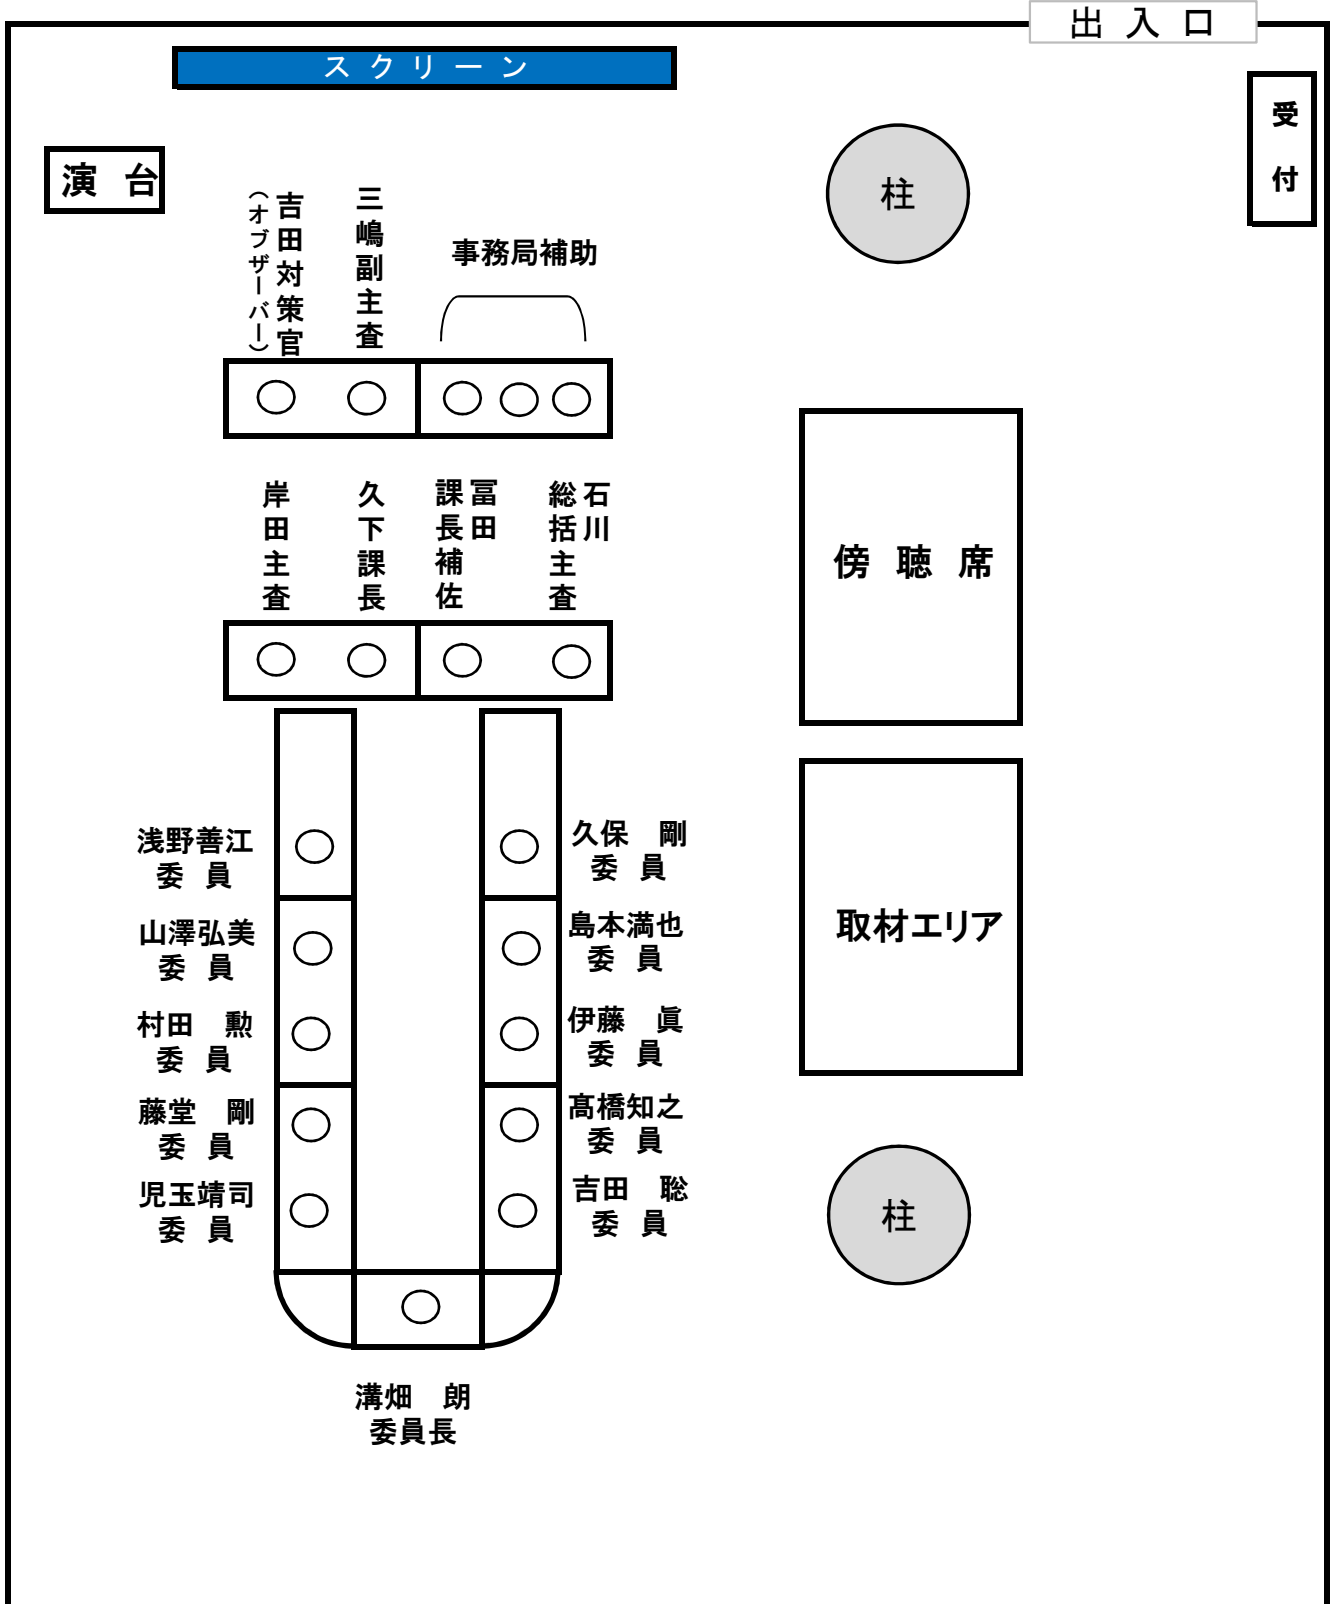 出 入 口
スクリーン
受付
演 台
柱
吉田対策官
（オブザーバー）
三嶋副主査
事務局補助
岸田主査
久下課長
冨田
課長補佐
石川
総括主査
傍 聴 席
浅野善江
委 員
久保　剛
委 員
山澤弘美
委 員
島本満也
委 員
取材エリア
村田　勲
委 員
伊藤　眞
委 員
藤堂　剛
委 員
髙橋知之
委 員
児玉靖司
委 員
吉田　聡
委 員
柱
溝畑　朗
委員長